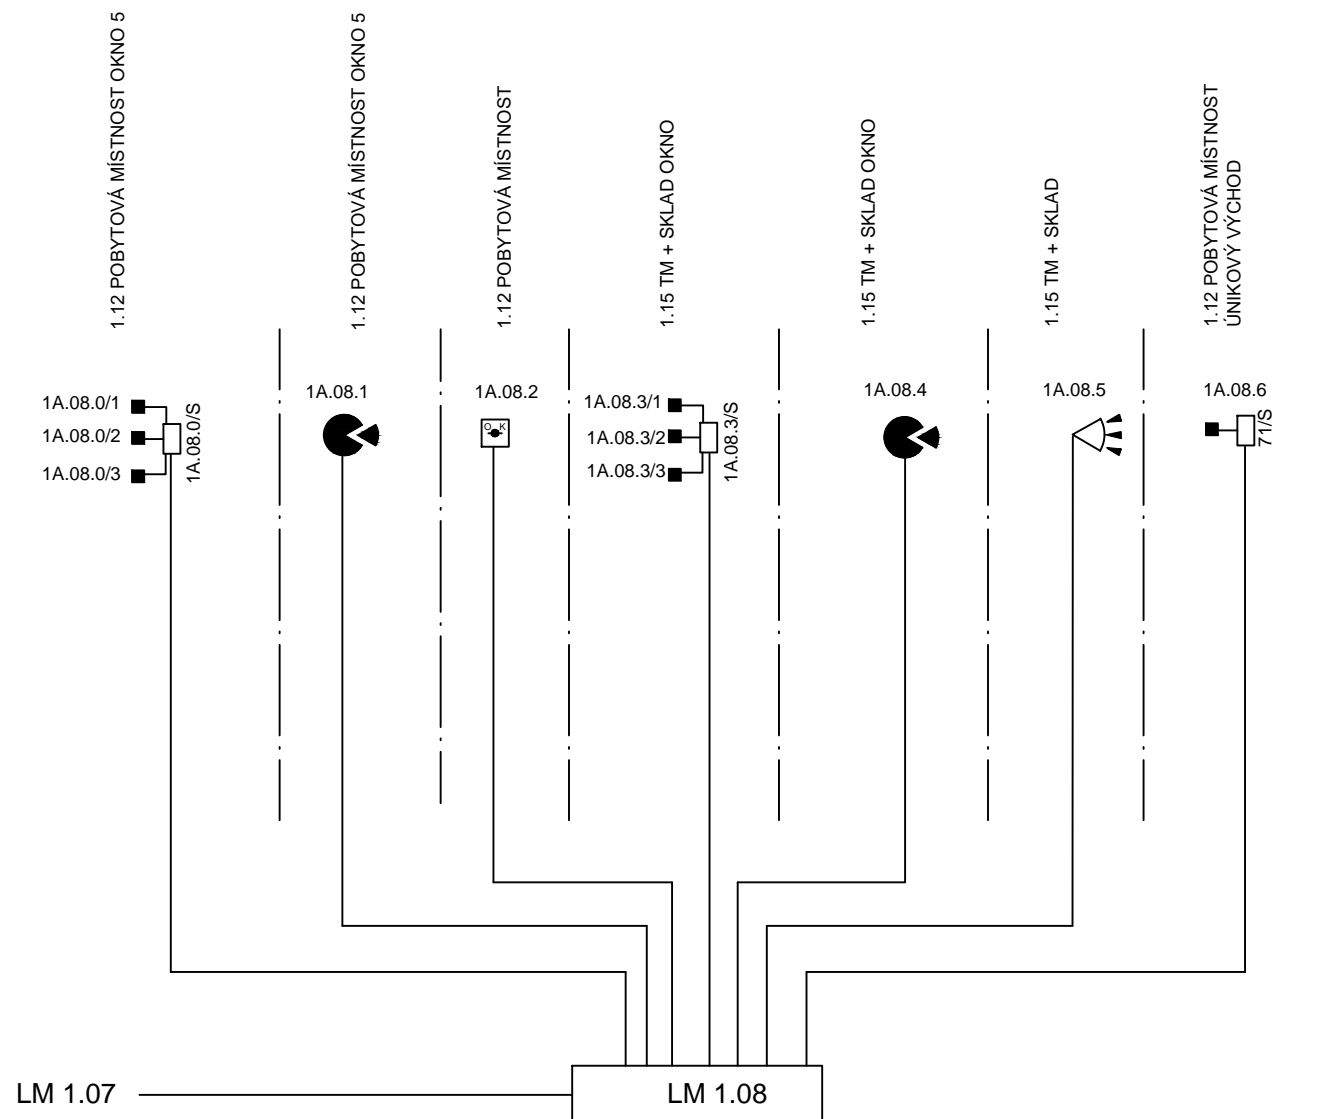 1.12 POBYTOVÁ MÍSTNOST OKNO 5
1.12 POBYTOVÁ MÍSTNOST OKNO 5
1.12 POBYTOVÁ MÍSTNOST
1.15 TM + SKLAD OKNO
1.15 TM + SKLAD OKNO
1.15 TM + SKLAD
1.12 POBYTOVÁ MÍSTNOST
ÚNIKOVÝ VÝCHOD
1A.08.0/1
1A.08.0/2
1A.08.0/3
1A.08.0/S
1A.08.1
1A.08.2
O K
1A.08.3/1
1A.08.3/2
1A.08.3/3
1A.08.3/S
1A.08.4
1A.08.5
1A.08.6
71/S
LM 1.07
LM 1.08